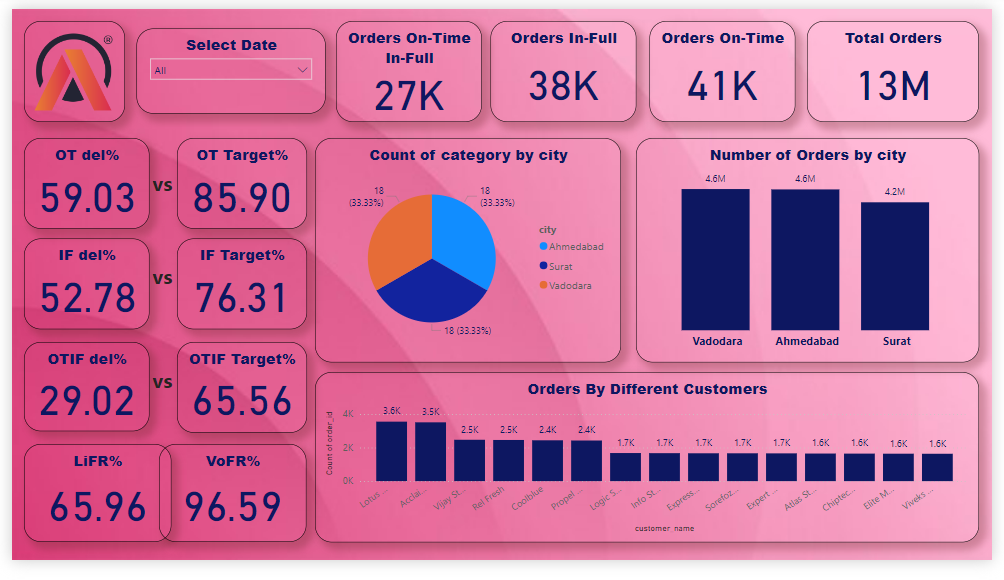 ®
Select Date
All
Orders On-Time
In-Full
27K
Orders In-Full
38K
Orders On-Time
41K
Total Orders
13M
OT del%
59.03
VS
OT Target%
85.90
IF del%
52.78
VS
IF Target%
76.31
OTIF del%
29.02
VS
OTIF Target%
65.56
LiFR%
65.96
VoFR%
96.59
Count of category by city
18
(33.33%)
18
(33.33%)
18 (33.33%)
city
Ahmedabad
Surat
Vadodara
Number of Orders by city
4.6M
4.6M
4.2M
Vadodara
Ahmedabad
Surat
Orders By Different Customers
Count of order_id
4K
2K
0K
3.6K
3.5K
2.5K
2.5K
2.4K
2.4K
1.7K
1.7K
1.7K
1.7K
1.7K
1.6K
1.6K
1.6K
1.6K
Lotus ...
Acclai...
Vijay St...
Rel Fresh
Coolblue
Propel ...
Logic S...
Info St...
Express...
Sorefoz...
Expert ...
Atlas St...
Chiptec...
Elite M...
Viveks ...
customer_name